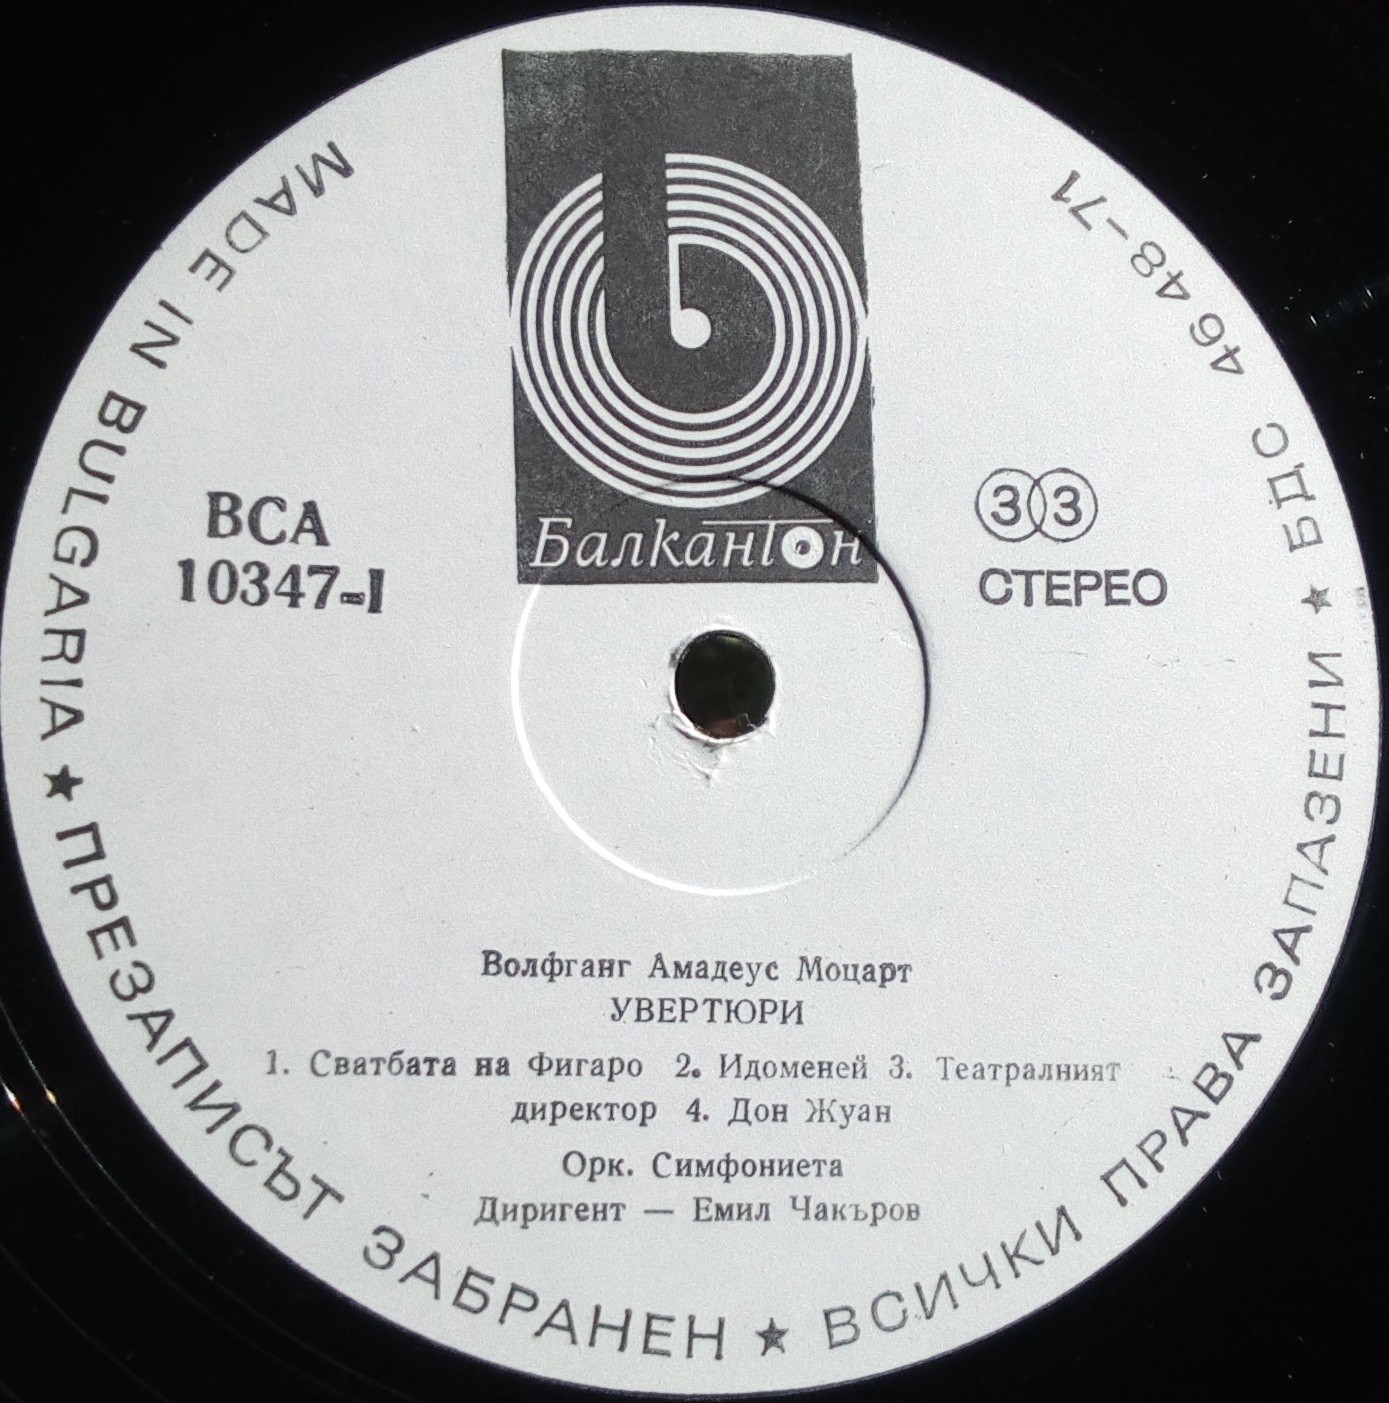 MADE IN BULGARIA ★ ПРЕЗАПИСЪТ ЗАБРАНЕН ★ ВСИЧКИ ПРАВА ЗАПАЗЕНИ ★ БДС 4648-71
Балкантон
ВСА
10347-I
33
СТЕРЕО
Волфганг Амадеус Моцарт
УВЕРТЮРИ
1. Сватбата на Фигаро 2. Идоменей 3. Театралният
директор 4. Дон Жуан
Орк. Симфониета
Диригент — Емил Чакъров